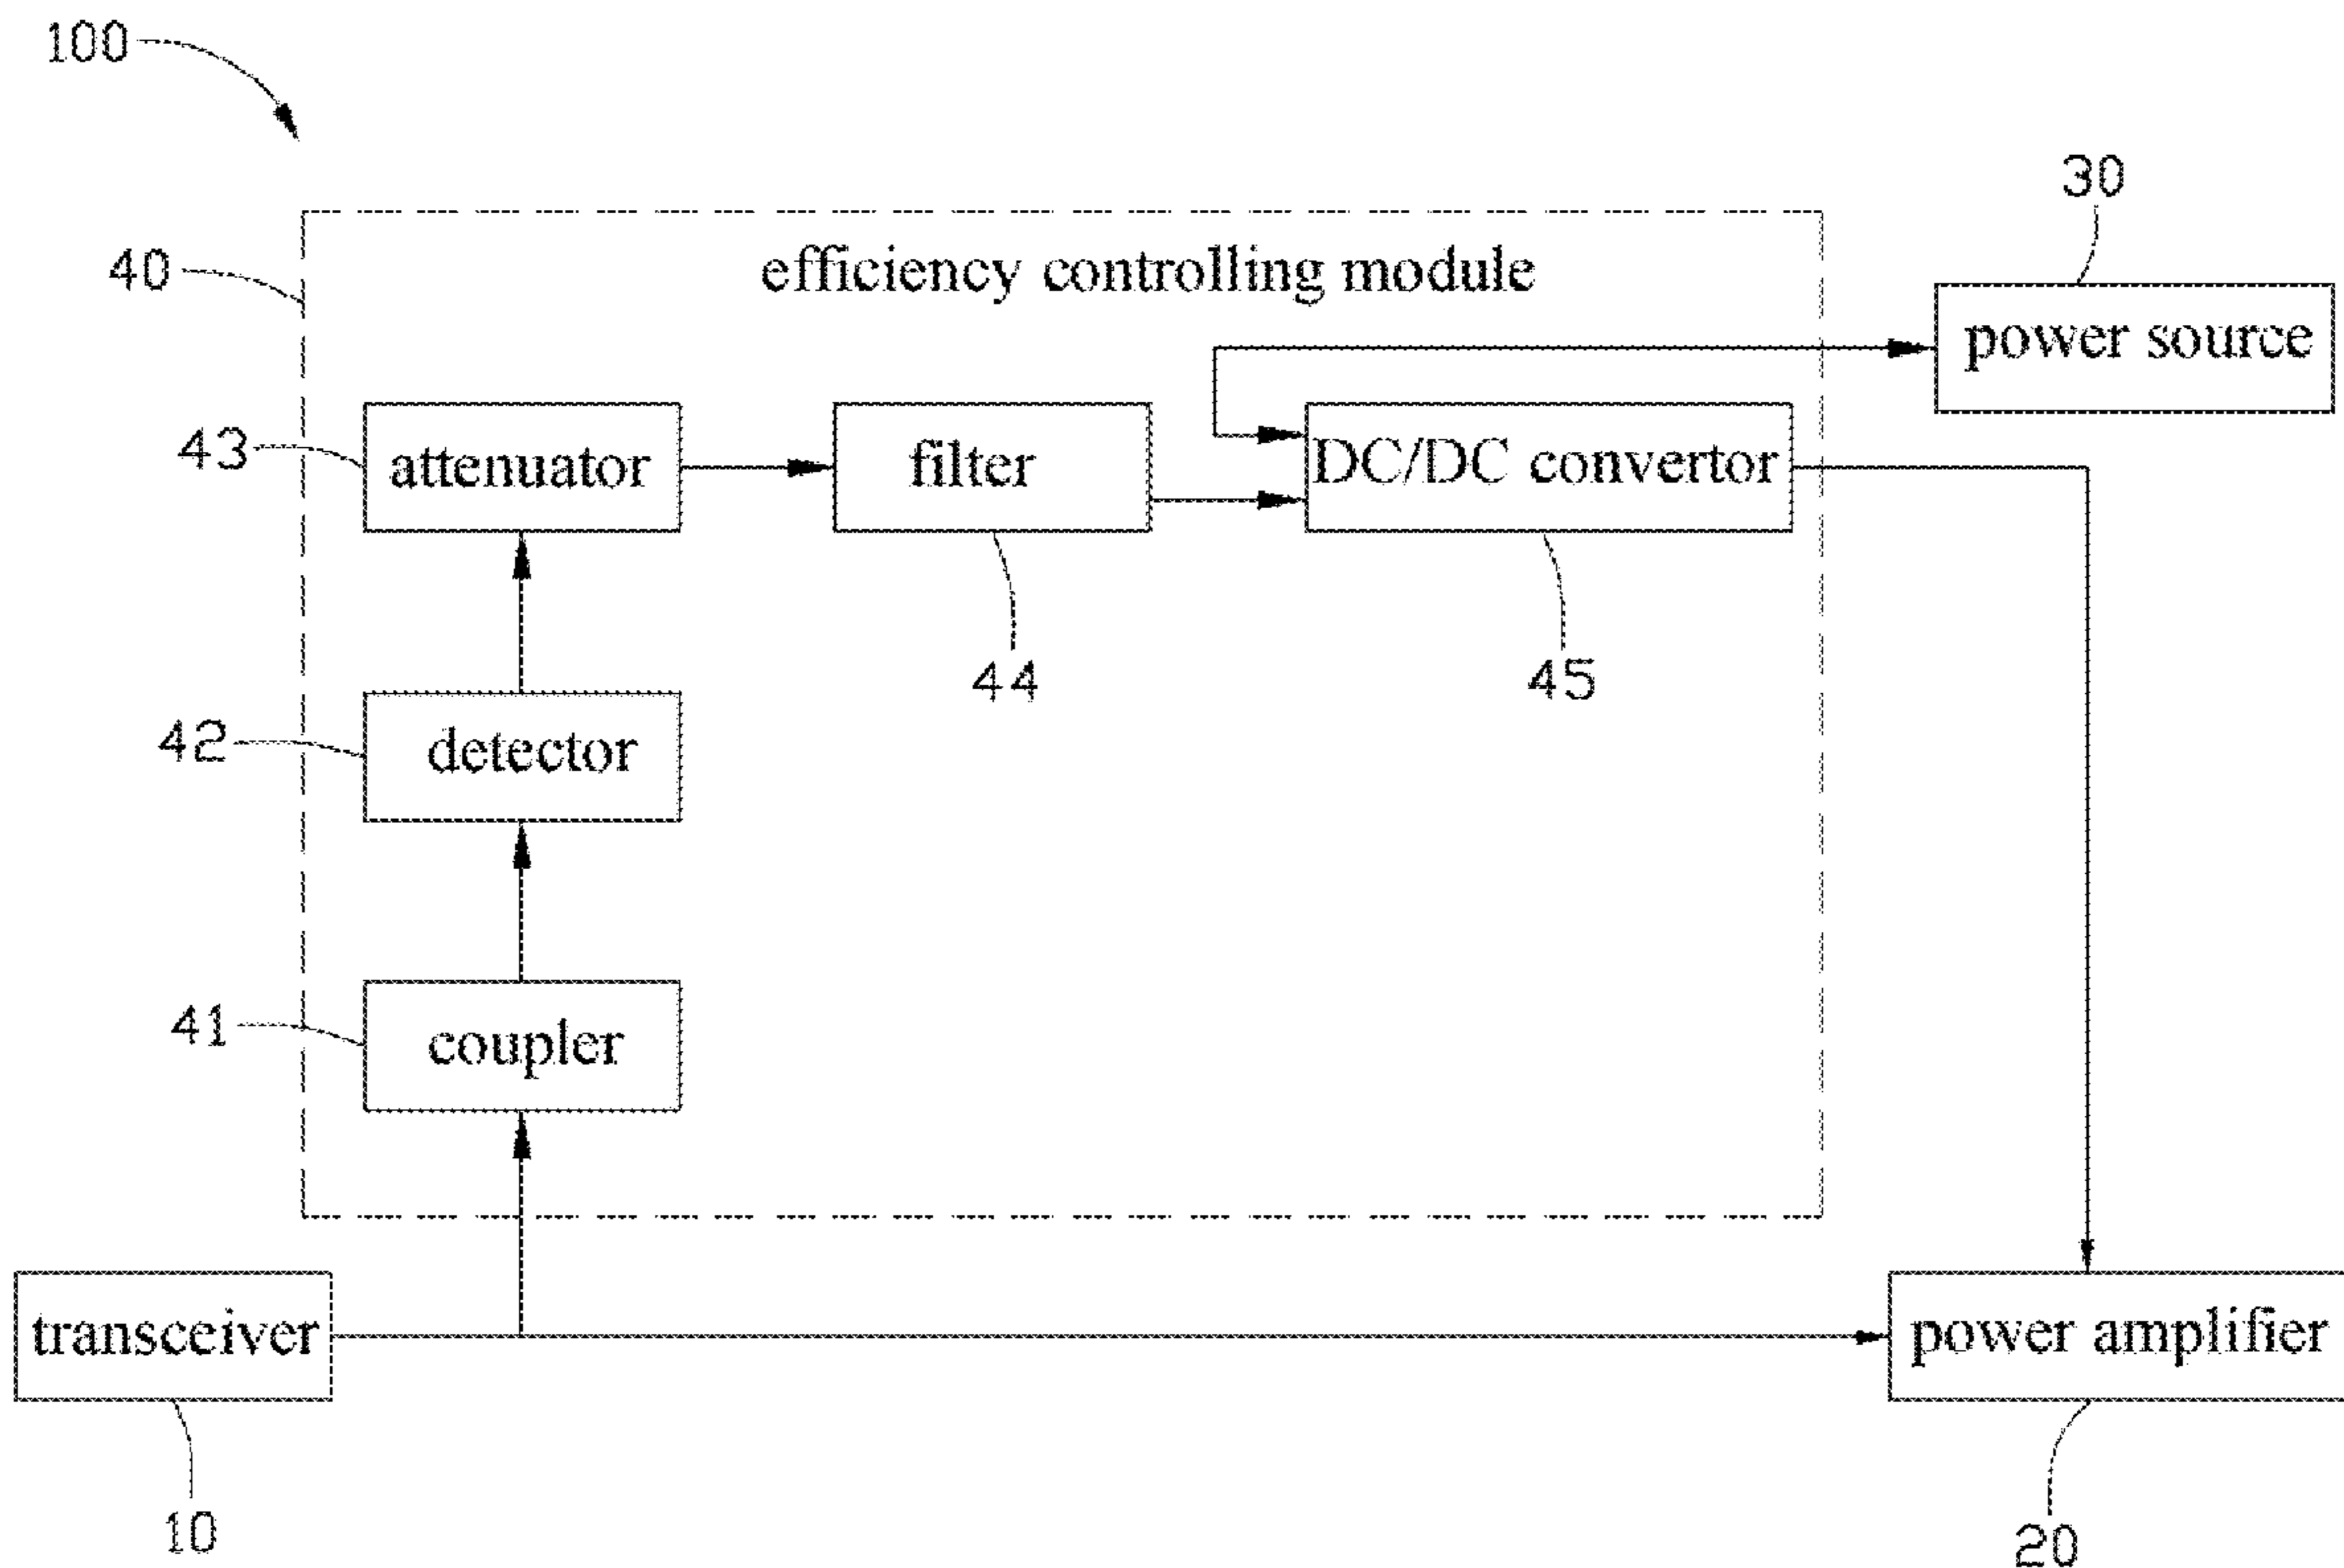 100
30
40
efficiency controlling module
power source
43
attenuator
filter
DC/DC convertor
44
45
42
detector
41
coupler
transceiver
power amplifier
10
20